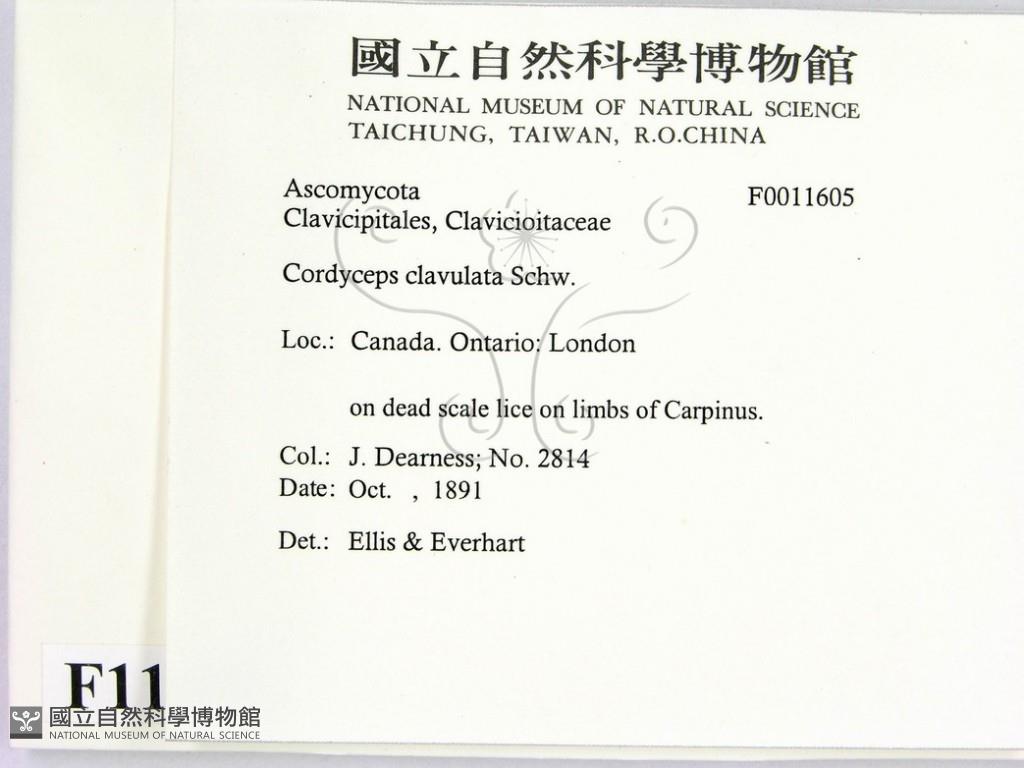 國立自然科學博物館
NATIONAL MUSEUM OF NATURAL SCIENCE
TAICHUNG, TAIWAN, R.O.CHINA
Ascomycota F0011605
Clavicipitales, Clavicioitaceae
Cordyceps clavulata Schw.
Loc.: Canada. Ontario: London
on dead scale lice on limbs of Carpinus.
Col.: J. Dearness; No. 2814
Date: Oct. , 1891
Det.: Ellis & Everhart
F11
國立自然科學博物館
NATIONAL MUSEUM OF NATURAL SCIENCE